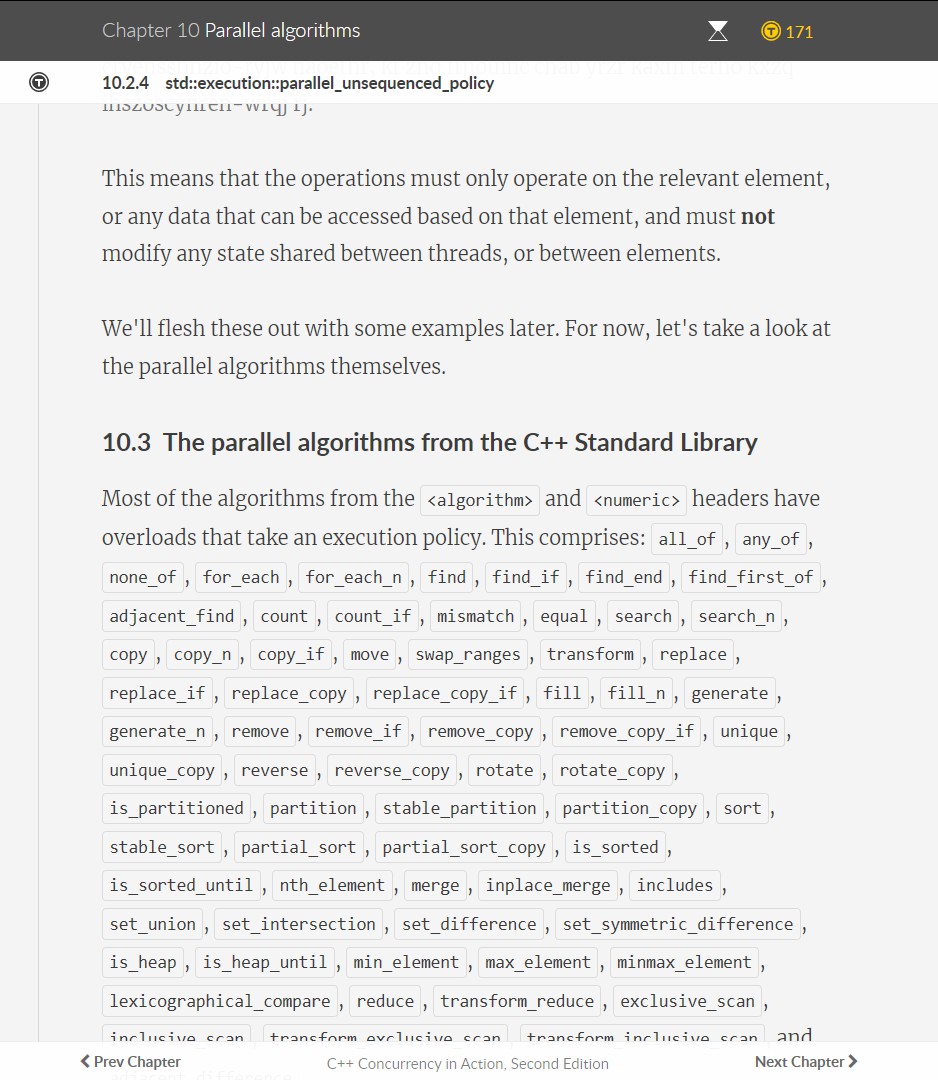 Chapter 10 Parallel algorithms
171
10.2.4 std::execution::parallel_unsequenced_policy
This means that the operations must only operate on the relevant element,
or any data that can be accessed based on that element, and must not
modify any state shared between threads, or between elements.
We'll flesh these out with some examples later. For now, let's take a look at
the parallel algorithms themselves.
10.3 The parallel algorithms from the C++ Standard Library
Most of the algorithms from the <algorithm> and <numeric> headers have
overloads that take an execution policy. This comprises: all_of, any_of,
none_of, for_each, for_each_n, find, find_if, find_end, find_first_of,
adjacent_find, count, count_if, mismatch, equal, search, search_n,
copy, copy_n, copy_if, move, swap_ranges, transform, replace,
replace_if, replace_copy, replace_copy_if, fill, fill_n, generate,
generate_n, remove, remove_if, remove_copy, remove_copy_if, unique,
unique_copy, reverse, reverse_copy, rotate, rotate_copy,
is_partitioned, partition, stable_partition, partition_copy, sort,
stable_sort, partial_sort, partial_sort_copy, is_sorted,
is_sorted_until, nth_element, merge, inplace_merge, includes,
set_union, set_intersection, set_difference, set_symmetric_difference,
is_heap, is_heap_until, min_element, max_element, minmax_element,
lexicographical_compare, reduce, transform_reduce, exclusive_scan,
inclusive_scan, transform_exclusive_scan, transform_inclusive_scan, and
adjacent_difference
Prev Chapter
C++ Concurrency in Action, Second Edition
Next Chapter